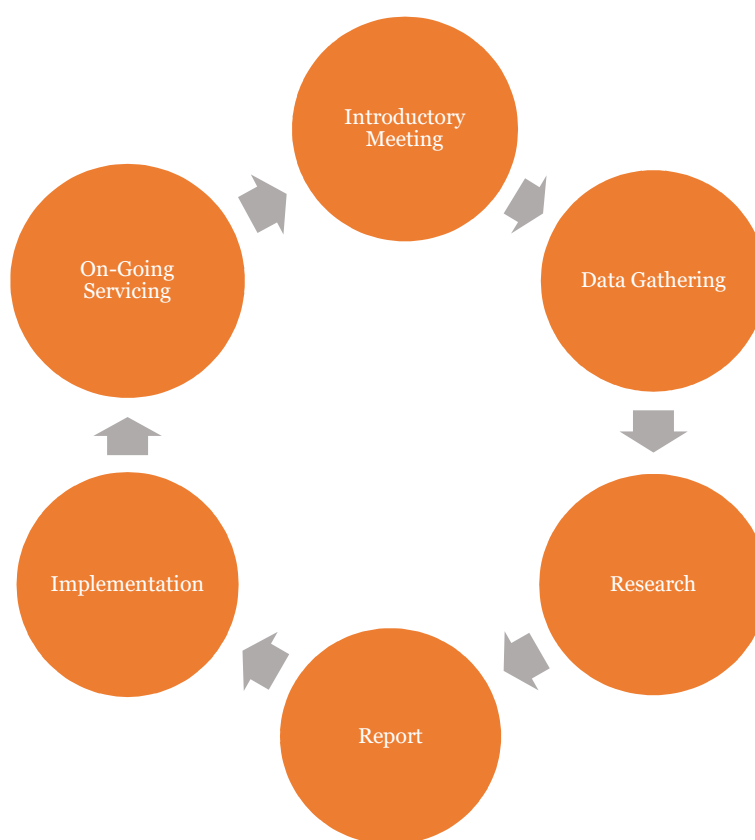 Introductory
Meeting
Data Gathering
Research
Report
Implementation
On-Going
Servicing